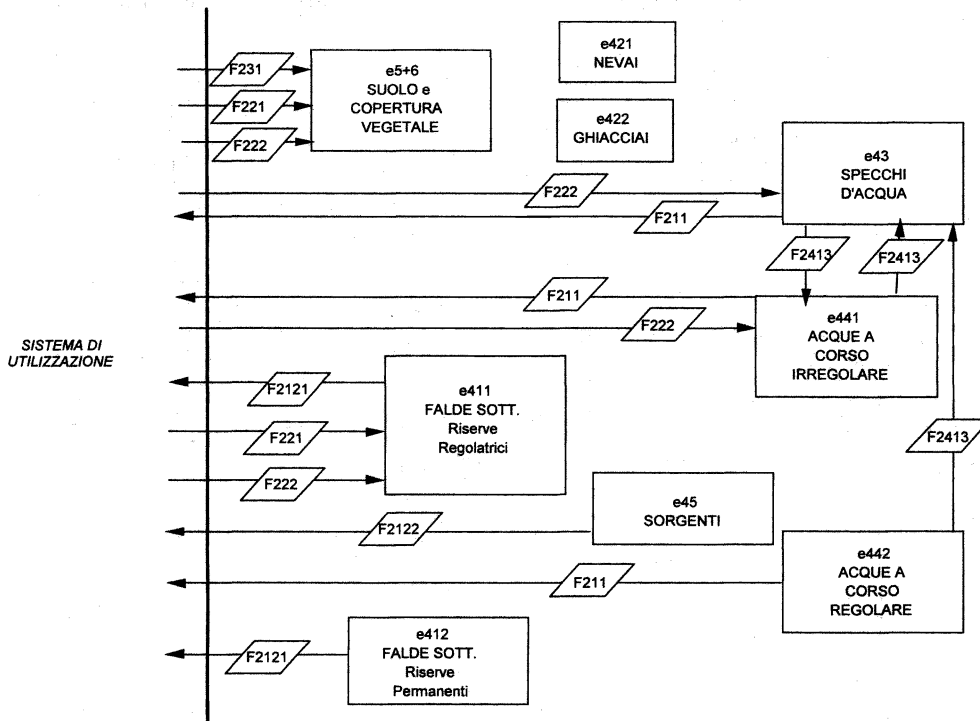 e421
NEVAI
F231
e5+6
SUOLO e
COPERTURA
VEGETALE
F221
e422
GHIACCIAI
F222
e43
SPECCHI
D'ACQUA
F222
F211
F2413
F2413
F211
e441
ACQUE A
CORSO
IRREGOLARE
F222
SISTEMA DI
UTILIZZAZIONE
F2121
e411
FALDE SOTT.
Riserve
Regolatrici
F221
F2413
F222
e45
SORGENTI
F2122
e442
ACQUE A
CORSO
REGOLARE
F211
e412
FALDE SOTT.
Riserve
Permanenti
F2121